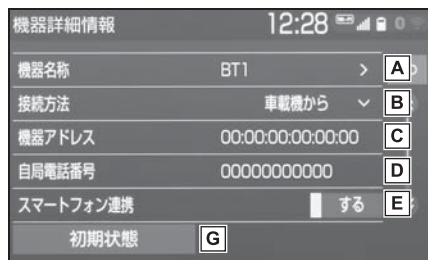 機器詳細情報 12:28
機器名称 BT1 > A
接続方法 車載機から B
機器アドレス 00:00:00:00:00:00 C
自局電話番号 00000000000 D
スマートフォン連携 する E
初期状態 G